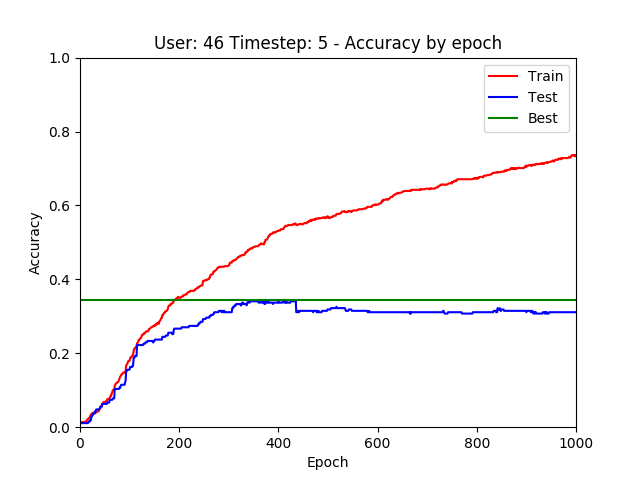 User: 46 Timestep: 5 - Accuracy by epoch
1.0
0.8
0.6
0.4
0.2
0.0
Accuracy
Train
Test
Best
0 200 400 600 800 1000
Epoch